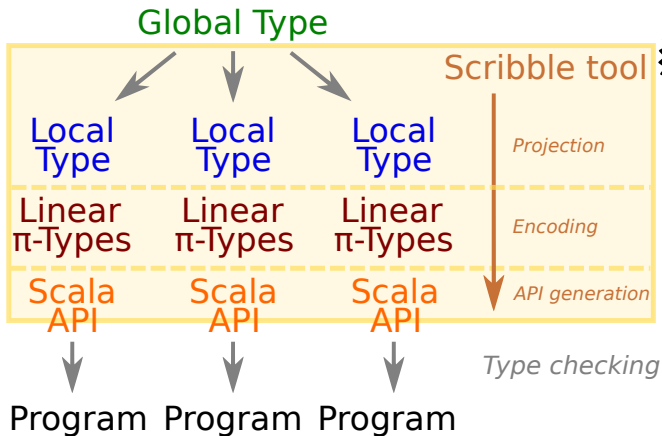 Global Type
Scribble tool
Local Local Local
Type Type Type
Projection
Linear Linear Linear
π-Types π-Types π-Types
Encoding
Scala Scala Scala
API API API
API generation
Type checking
Program Program Program